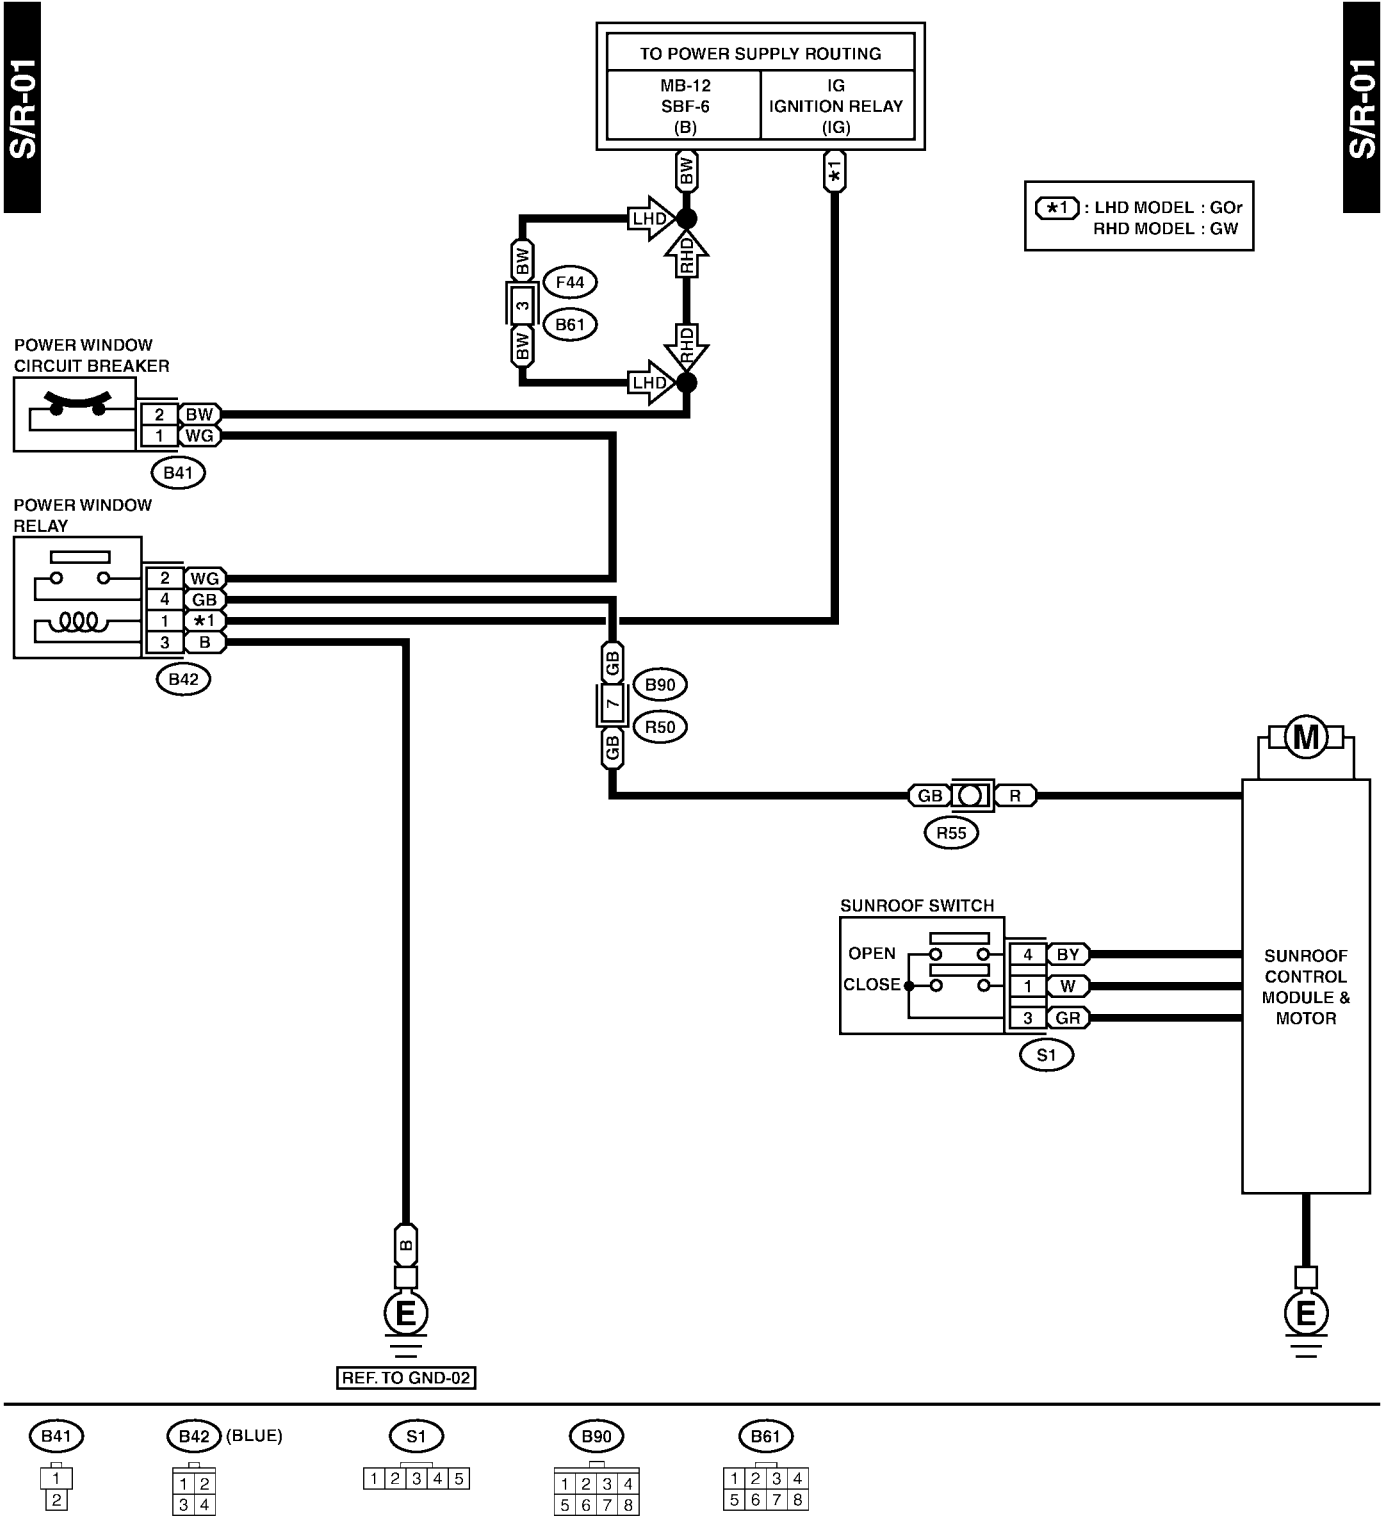 S/R-01
S/R-01
TO POWER SUPPLY ROUTING
MB-12
SBF-6
(B)
IG
IGNITION RELAY
(IG)
BW
*1
*1 : LHD MODEL : GOr
RHD MODEL : GW
LHD
RHD
BW
F44
3
B61
BW
RHD
LHD
POWER WINDOW
CIRCUIT BREAKER
2 BW
1 WG
B41
POWER WINDOW
RELAY
2 WG
4 GB
1 *1
3 B
B42
GB
B90
7
R50
GB
M
GB R
R55
SUNROOF SWITCH
OPEN
CLOSE
4 BY
1 W
3 GR
S1
SUNROOF
CONTROL
MODULE &
MOTOR
B
E
E
REF. TO GND-02
B41
1
2
B42 (BLUE)
1 2
3 4
S1
1 2 3 4 5
B90
1 2 3 4
5 6 7 8
B61
1 2 3 4
5 6 7 8